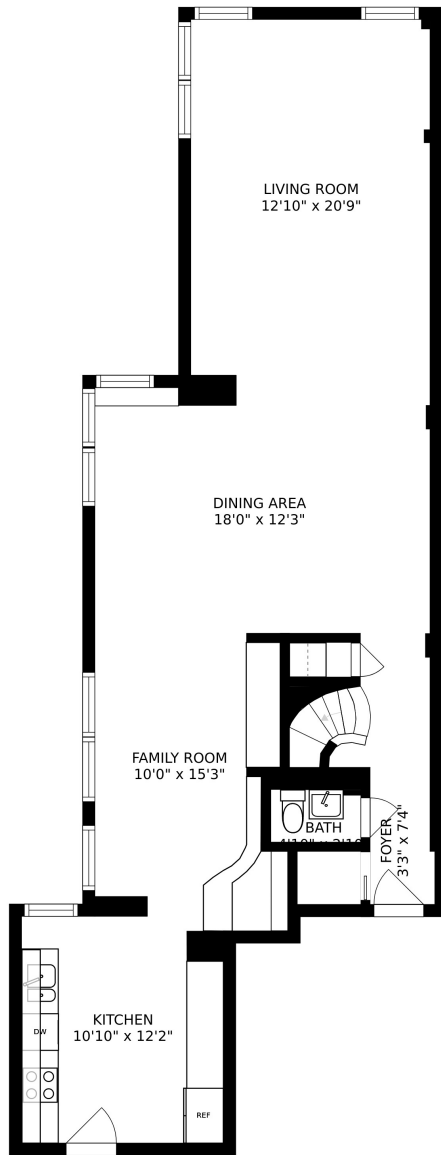 LIVING ROOM
12'10" x 20'9"
DINING AREA
18'0" x 12'3"
FAMILY ROOM
10'0" x 15'3"
BATH
FOYER
3'3" x 7'4"
KITCHEN
10'10" x 12'2"
DW
REF